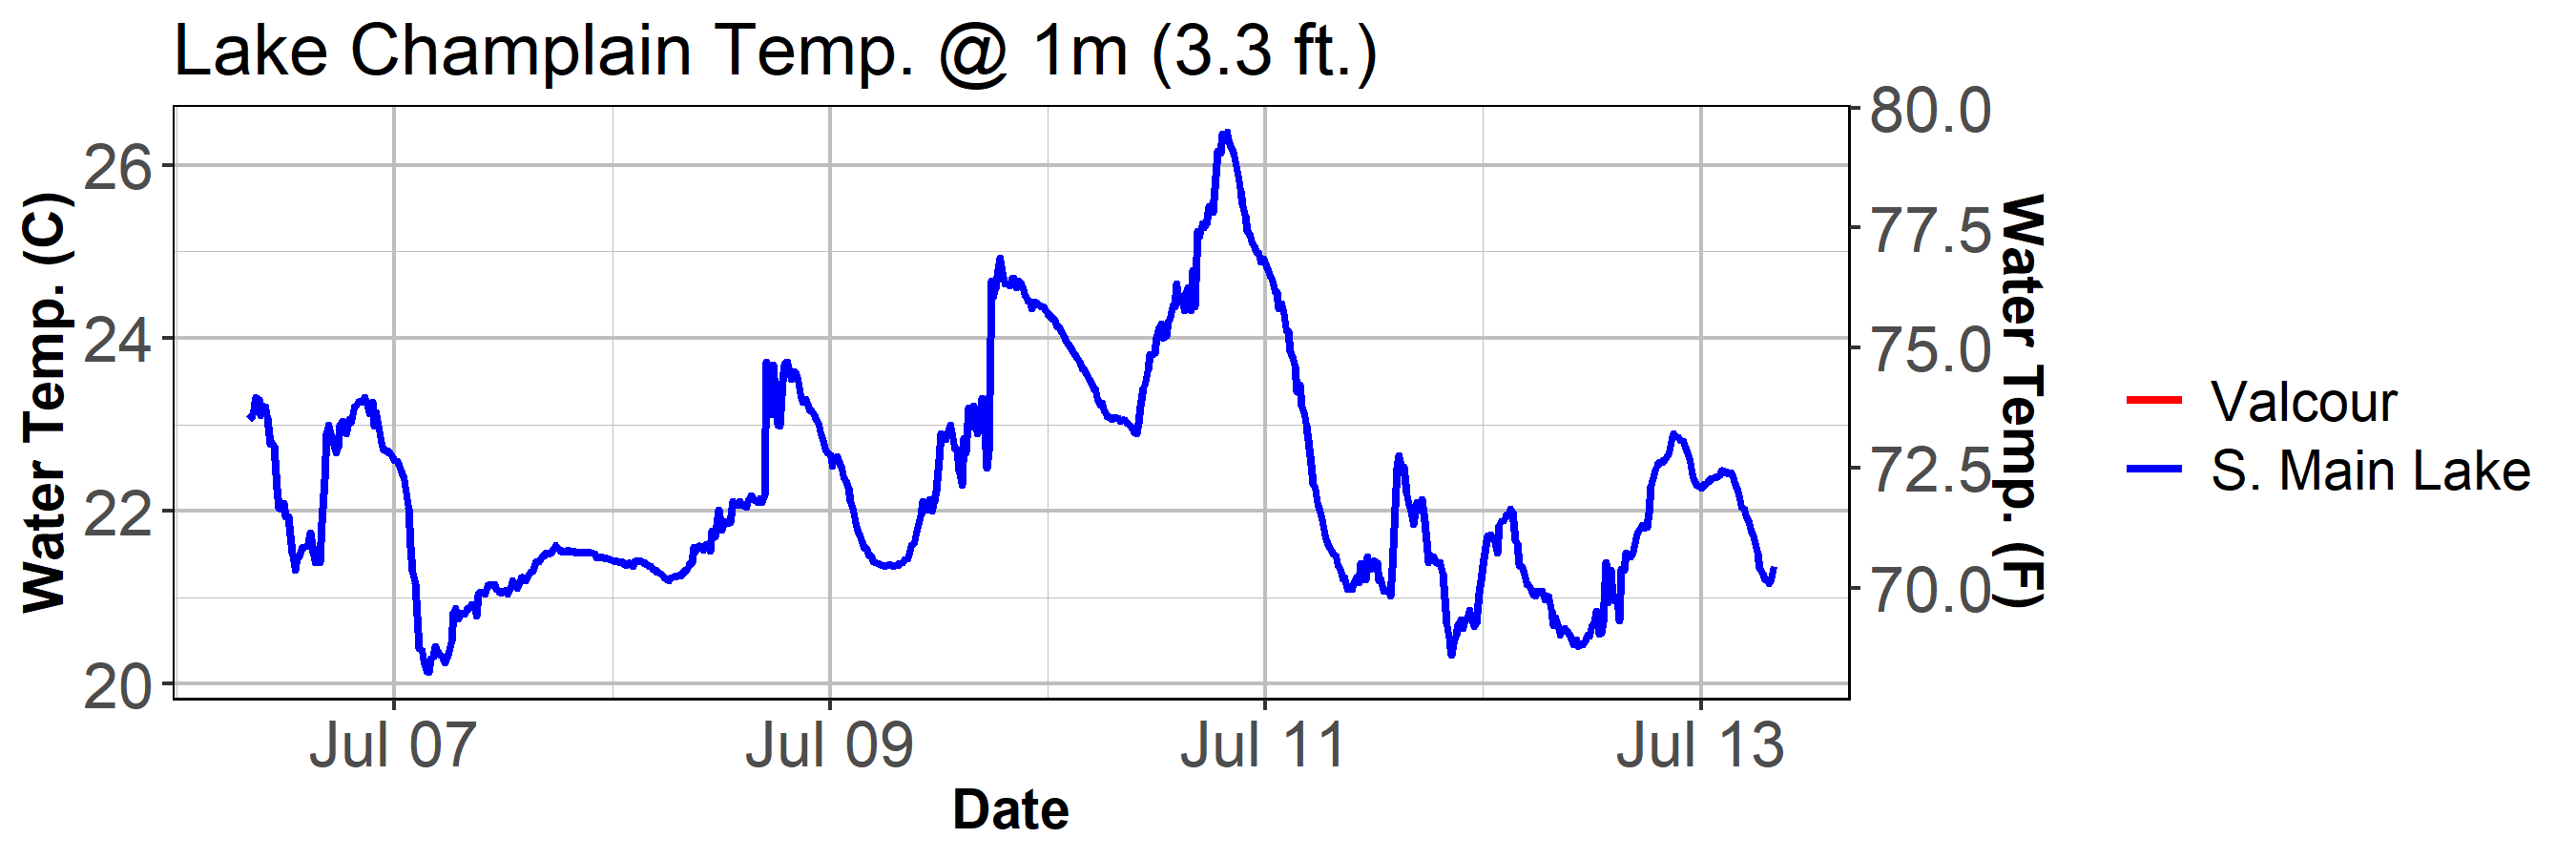 Lake Champlain Temp. @ 1m (3.3 ft.)
Water Temp. (C)
26
24
22
20
80.0
77.5
75.0
72.5
70.0
Water Temp. (F)
Jul 07
Jul 09
Jul 11
Jul 13
Date
Valcour
S. Main Lake